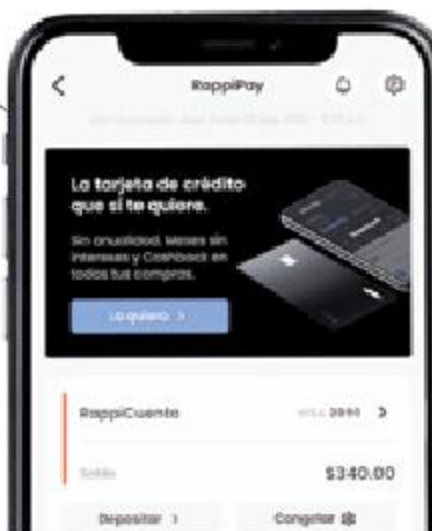 RappiPay
La tarjeta de crédito
que sí te quiere.
Sin anualidad, Meses sin
intereses y Cashback en
todas tus compras.
Lo quiero >
RappiCuenta >
Saldo
$340.00
Depositar >
Congelar